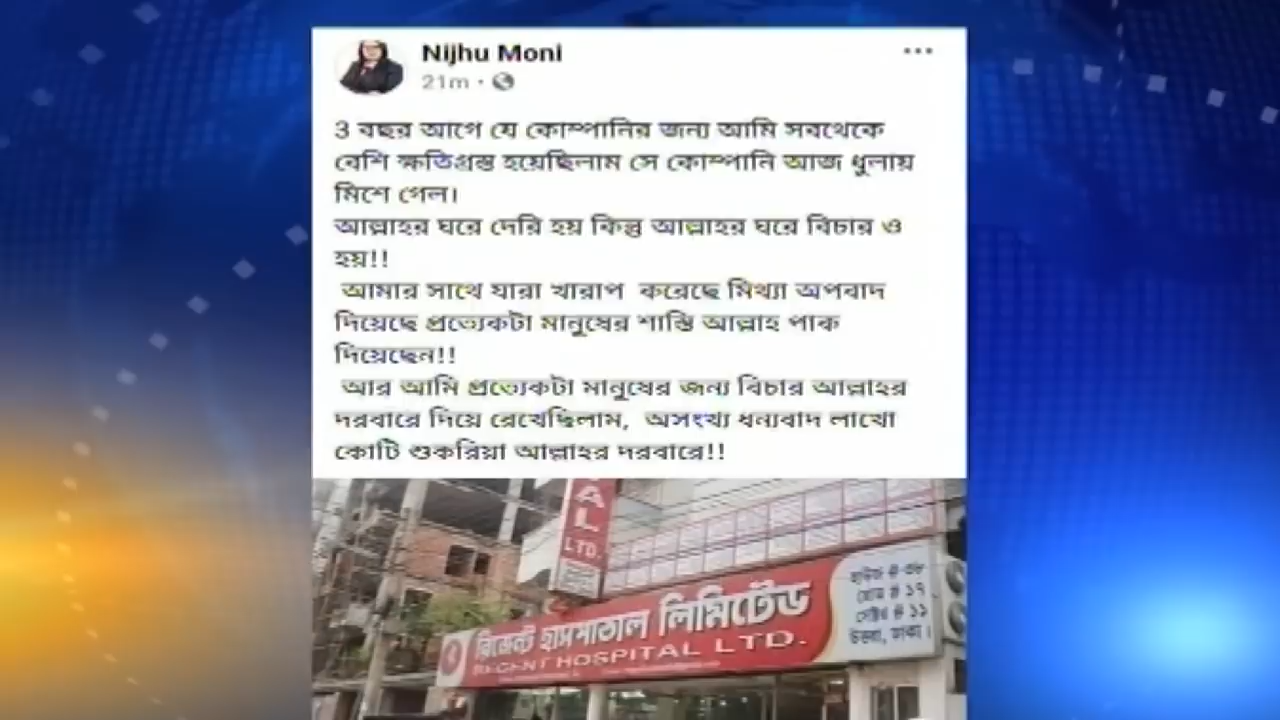 Nijhu Moni
21m
3 বছর আগে যে কোম্পানির জন্য আমি সবথেকে
বেশি ক্ষতিগ্রস্ত হয়েছিলাম সে কোম্পানি আজ ধুলায়
মিশে গেল।
আল্লাহর ঘরে দেরি হয় কিন্তু আল্লাহর ঘরে বিচার ও
হয়!!
আমার সাথে যারা খারাপ করেছে মিথ্যা অপবাদ
দিয়েছে প্রত্যেকটা মানুষের শাস্তি আল্লাহ পাক
দিয়েছেন!!
আর আমি প্রত্যেকটা মানুষের জন্য বিচার আল্লাহর
দরবারে দিয়ে রেখেছিলাম, অসংখ্য ধন্যবাদ লাখো
কোটি শুকরিয়া আল্লাহর দরবারে!!
AL
LTD.
রিজেন্ট হাসপাতাল লিমিটেড
REGENT HOSPITAL LTD.
হাউজ # ৩৮
রোড # ১৭
সেক্টর # ১১
উত্তরা, ঢাকা।